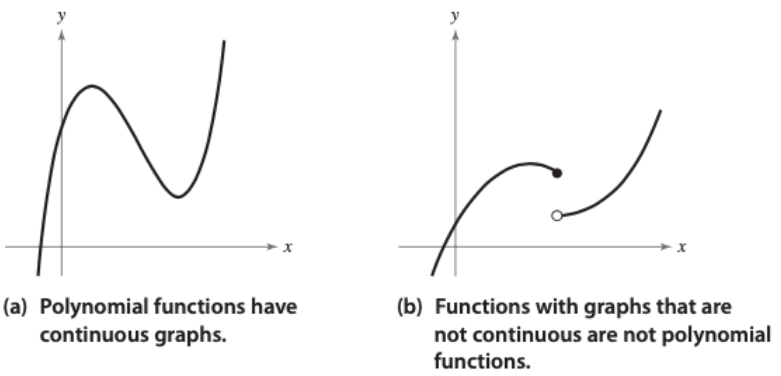 y
x
(a) Polynomial functions have
continuous graphs.
y
x
(b) Functions with graphs that are
not continuous are not polynomial
functions.